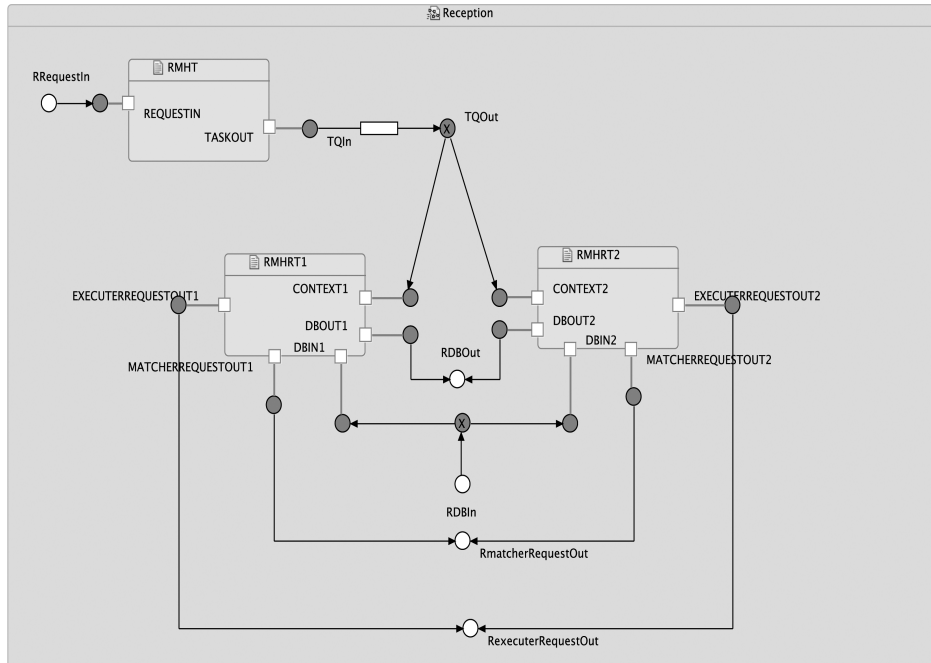 Reception
RRequestIn
RMHT
REQUESTIN
TASKOUT
TQIn
X
TQOut
RMHRT1
RMHRT2
CONTEXT1
CONTEXT2
EXECUTERREQUESTOUT1
EXECUTERREQUESTOUT2
DBOUT1
DBOUT2
DBIN1
DBIN2
RDBOut
MATCHERREQUESTOUT1
MATCHERREQUESTOUT2
X
RDBIn
RmatcherRequestOut
RexecuterRequestOut